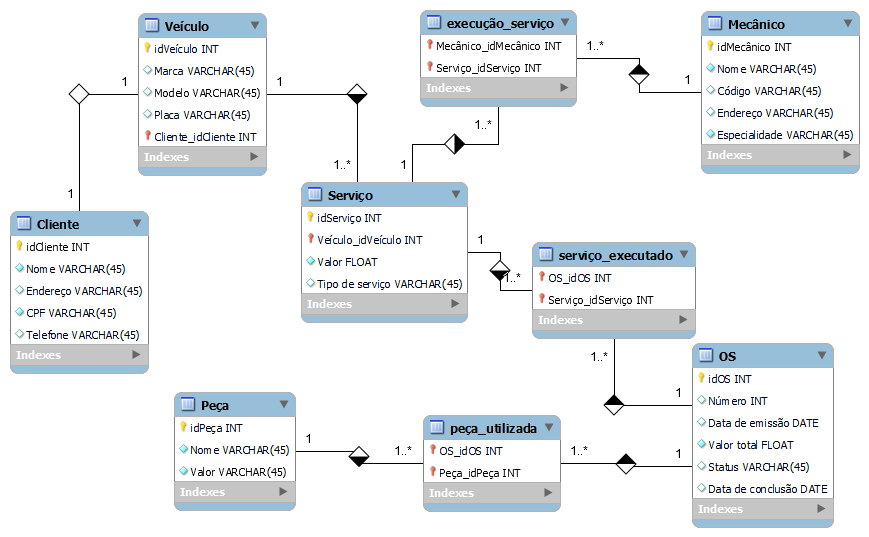 Veículo
idVeículo INT
Marca VARCHAR(45)
Modelo VARCHAR(45)
Placa VARCHAR(45)
Cliente_idCliente INT
Indexes
execução_serviço
Mecânico_idMecânico INT
Serviço_idServiço INT
Indexes
Mecânico
idMecânico INT
Nome VARCHAR(45)
Código VARCHAR(45)
Endereço VARCHAR(45)
Especialidade VARCHAR(45)
Indexes
1
1
1
1..*
1..*
1
1..*
1
Cliente
idCliente INT
Nome VARCHAR(45)
Endereço VARCHAR(45)
CPF VARCHAR(45)
Telefone VARCHAR(45)
Indexes
Serviço
idServiço INT
Veículo_idVeículo INT
Valor FLOAT
Tipo de serviço VARCHAR(45)
Indexes
1
1..*
serviço_executado
OS_idOS INT
Serviço_idServiço INT
Indexes
1..*
1
OS
idOS INT
Número INT
Data de emissão DATE
Valor total FLOAT
Status VARCHAR(45)
Data de conclusão DATE
Indexes
Peça
idPeça INT
Nome VARCHAR(45)
Valor VARCHAR(45)
Indexes
1
1..*
peça_utilizada
OS_idOS INT
Peça_idPeça INT
Indexes
1..*
1